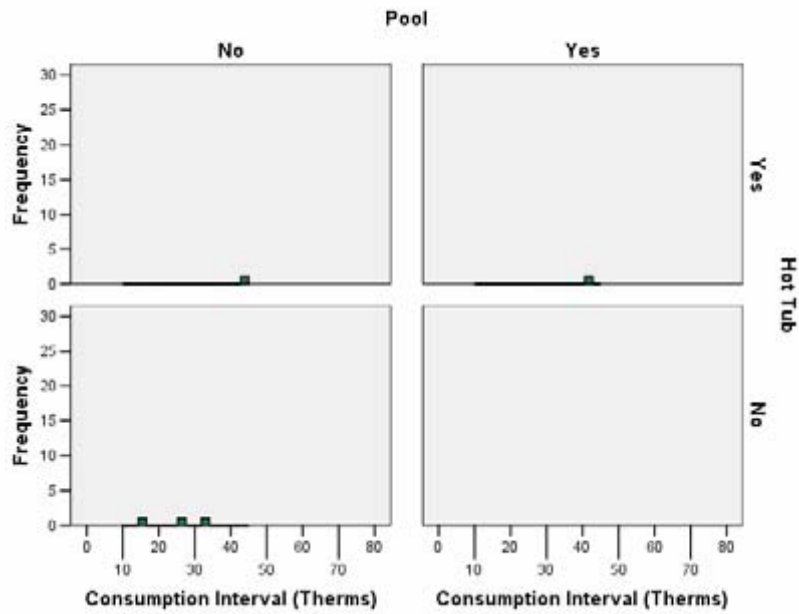 Pool
No Yes
30
25
20
15
10
5
0
Frequency
Yes
30
25
20
15
10
5
0
Frequency
No
Hot Tub
0 20 40 60 80 0 20 40 60 80
10 30 50 70 10 30 50 70
Consumption Interval (Therms) Consumption Interval (Therms)